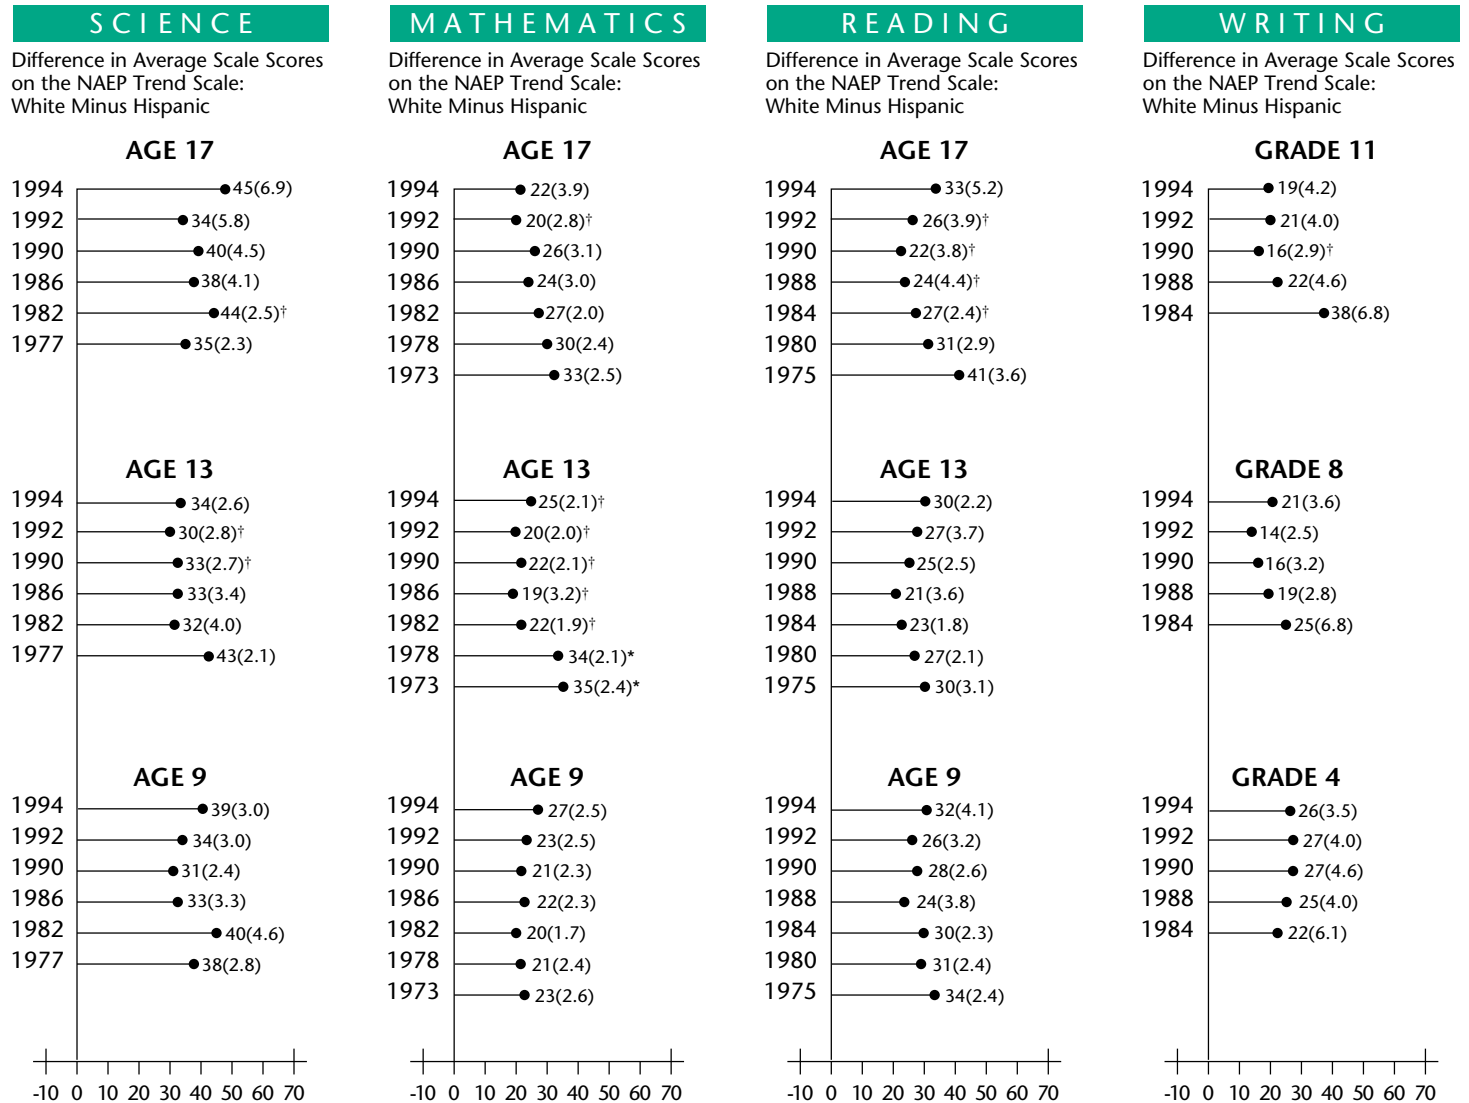 SCIENCE
Difference in Average Scale Scores
on the NAEP Trend Scale:
White Minus Hispanic
AGE 17
1994 45(6.9)
1992 34(5.8)
1990 40(4.5)
1986 38(4.1)
1982 44(2.5)†
1977 35(2.3)
AGE 13
1994 34(2.6)
1992 30(2.8)†
1990 33(2.7)†
1986 33(3.4)
1982 32(4.0)
1977 43(2.1)
AGE 9
1994 39(3.0)
1992 34(3.0)
1990 31(2.4)
1986 33(3.3)
1982 40(4.6)
1977 38(2.8)
-10 0 10 20 30 40 50 60 70
MATHEMATICS
Difference in Average Scale Scores
on the NAEP Trend Scale:
White Minus Hispanic
AGE 17
1994 22(3.9)
1992 20(2.8)†
1990 26(3.1)
1986 24(3.0)
1982 27(2.0)
1978 30(2.4)
1973 33(2.5)
AGE 13
1994 25(2.1)†
1992 20(2.0)†
1990 22(2.1)†
1986 19(3.2)†
1982 22(1.9)†
1978 34(2.1)*
1973 35(2.4)*
AGE 9
1994 27(2.5)
1992 23(2.5)
1990 21(2.3)
1986 22(2.3)
1982 20(1.7)
1978 21(2.4)
1973 23(2.6)
-10 0 10 20 30 40 50 60 70
READING
Difference in Average Scale Scores
on the NAEP Trend Scale:
White Minus Hispanic
AGE 17
1994 33(5.2)
1992 26(3.9)†
1990 22(3.8)†
1988 24(4.4)†
1984 27(2.4)†
1980 31(2.9)
1975 41(3.6)
AGE 13
1994 30(2.2)
1992 27(3.7)
1990 25(2.5)
1988 21(3.6)
1984 23(1.8)
1980 27(2.1)
1975 30(3.1)
AGE 9
1994 32(4.1)
1992 26(3.2)
1990 28(2.6)
1988 24(3.8)
1984 30(2.3)
1980 31(2.4)
1975 34(2.4)
-10 0 10 20 30 40 50 60 70
WRITING
Difference in Average Scale Scores
on the NAEP Trend Scale:
White Minus Hispanic
GRADE 11
1994 19(4.2)
1992 21(4.0)
1990 16(2.9)†
1988 22(4.6)
1984 38(6.8)
GRADE 8
1994 21(3.6)
1992 14(2.5)
1990 16(3.2)
1988 19(2.8)
1984 25(6.8)
GRADE 4
1994 26(3.5)
1992 27(4.0)
1990 27(4.6)
1988 25(4.0)
1984 22(6.1)
-10 0 10 20 30 40 50 60 70